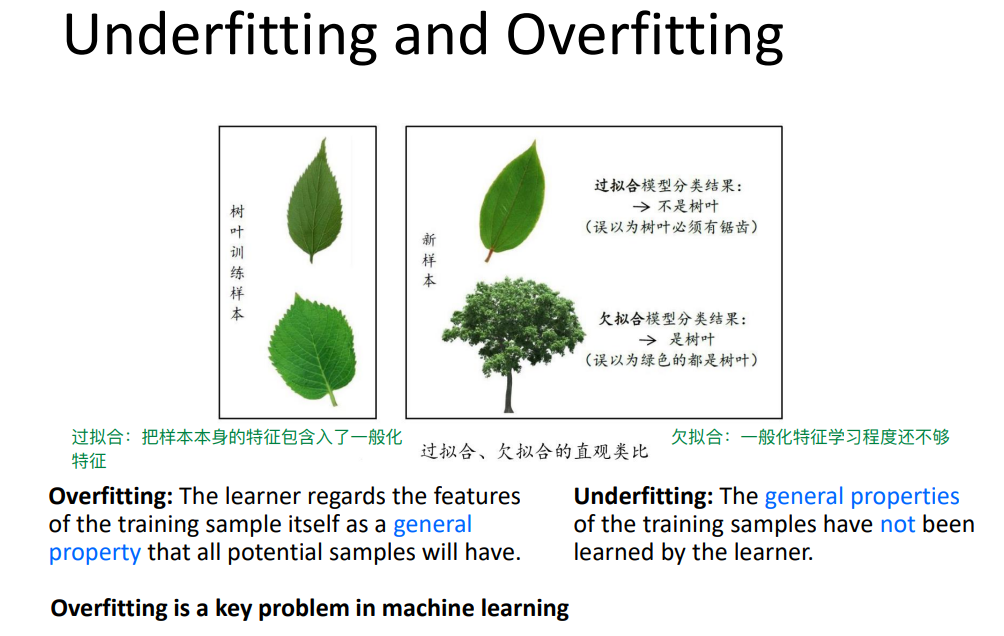 Underfitting and Overfitting
树
叶
训
练
样
本
新
样
本
过拟合模型分类结果：
→ 不是树叶
（误以为树叶必须有锯齿）
欠拟合模型分类结果：
→ 是树叶
（误以为绿色的都是树叶）
过拟合：把样本本身的特征包含入了一般化
特征
过拟合、欠拟合的直观类比
欠拟合：一般化特征学习程度还不够
Overfitting: The learner regards the features
of the training sample itself as a general
property that all potential samples will have.
Underfitting: The general properties
of the training samples have not been
learned by the learner.
Overfitting is a key problem in machine learning